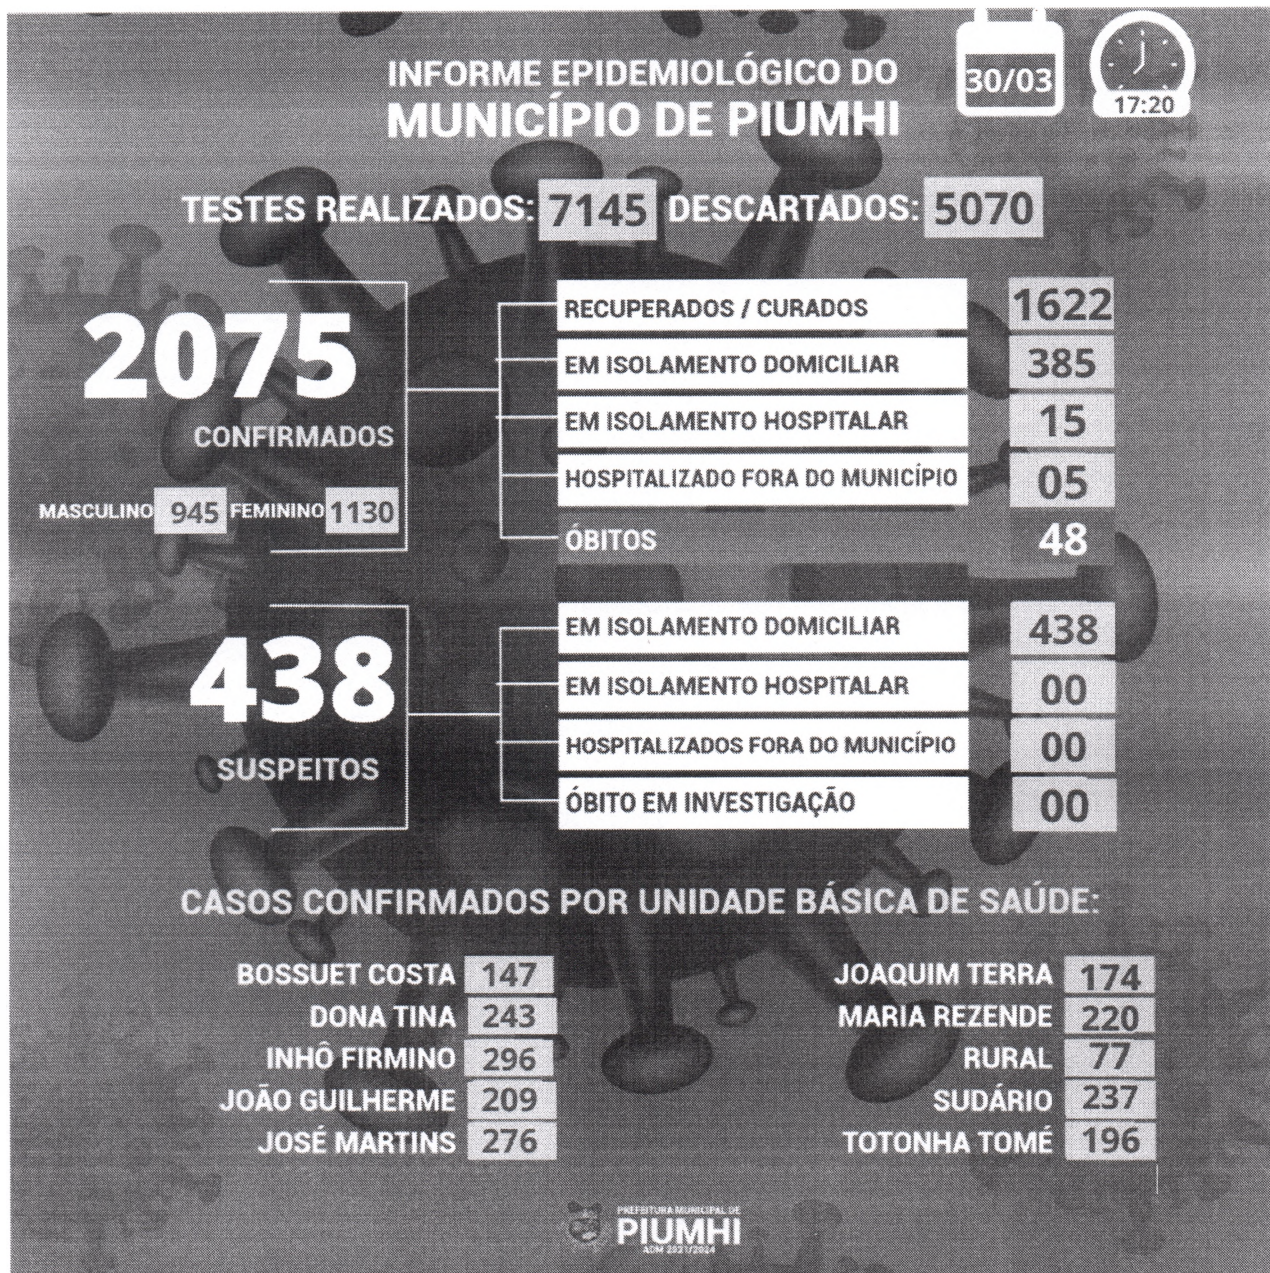 INFORME EPIDEMIOLÓGICO DO
MUNICÍPIO DE PIUMHI
30/03
17:20
TESTES REALIZADOS: 7145 DESCARTADOS: 5070
2075
CONFIRMADOS
MASCULINO 945 FEMININO 1130
RECUPERADOS / CURADOS 1622
EM ISOLAMENTO DOMICILIAR 385
EM ISOLAMENTO HOSPITALAR 15
HOSPITALIZADO FORA DO MUNICÍPIO 05
ÓBITOS 48
438
SUSPEITOS
EM ISOLAMENTO DOMICILIAR 438
EM ISOLAMENTO HOSPITALAR 00
HOSPITALIZADOS FORA DO MUNICÍPIO 00
ÓBITO EM INVESTIGAÇÃO 00
CASOS CONFIRMADOS POR UNIDADE BÁSICA DE SAÚDE:
BOSSUET COSTA 147
DONA TINA 243
INHÔ FIRMINO 296
JOÃO GUILHERME 209
JOSÉ MARTINS 276
JOAQUIM TERRA 174
MARIA REZENDE 220
RURAL 77
SUDÁRIO 237
TOTONHA TOMÉ 196
PREFEITURA MUNICIPAL DE
PIUMHI
ADM 2021/2024